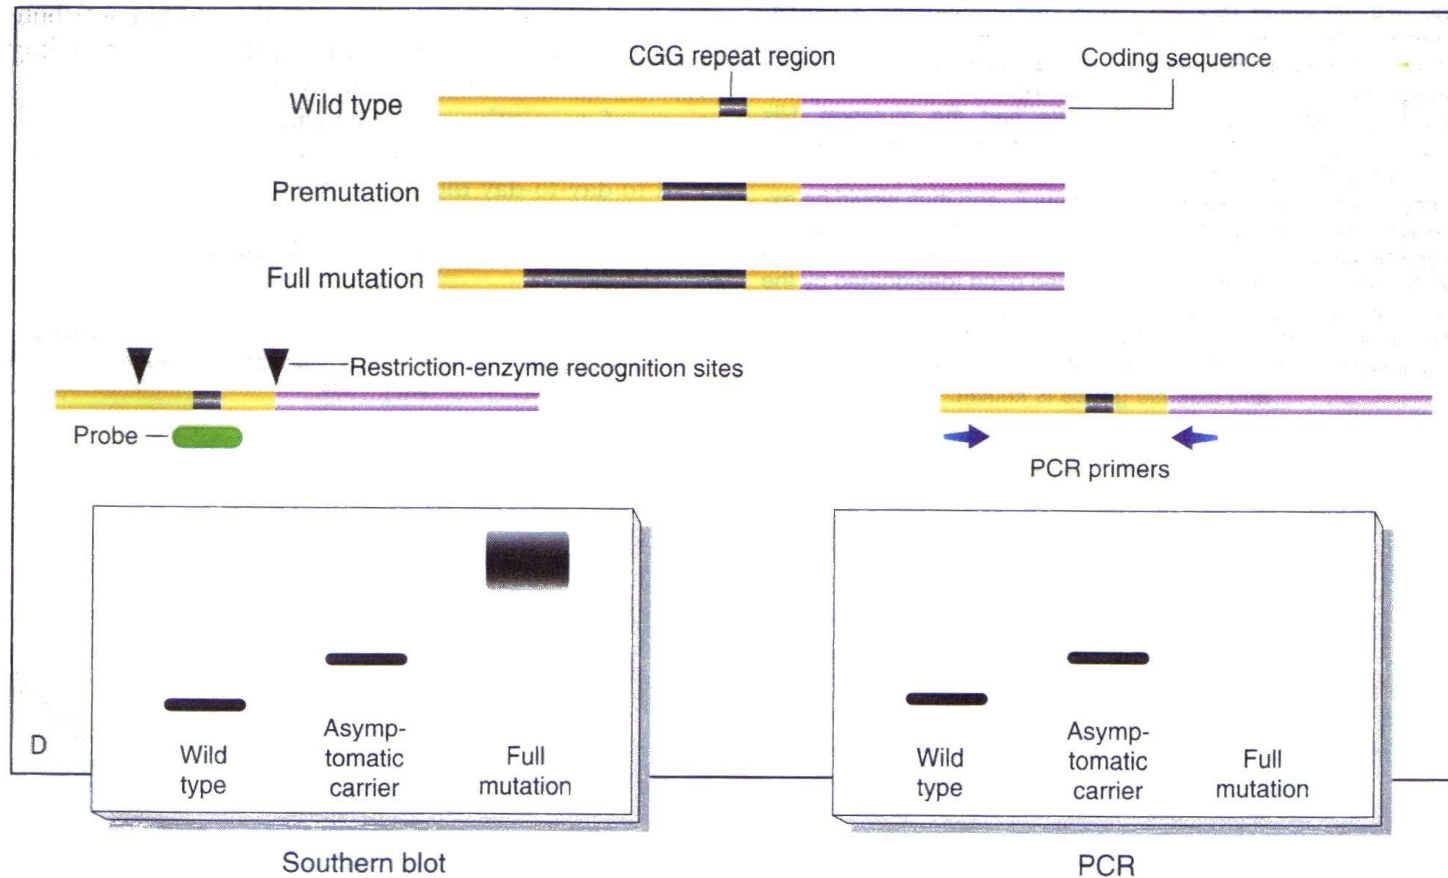 CGG repeat region
Coding sequence
Wild type
Premutation
Full mutation
Restriction-enzyme recognition sites
Probe
PCR primers
D
Wild
type
Asymp-
tomatic
carrier
Full
mutation
Wild
type
Asymp-
tomatic
carrier
Full
mutation
Southern blot
PCR